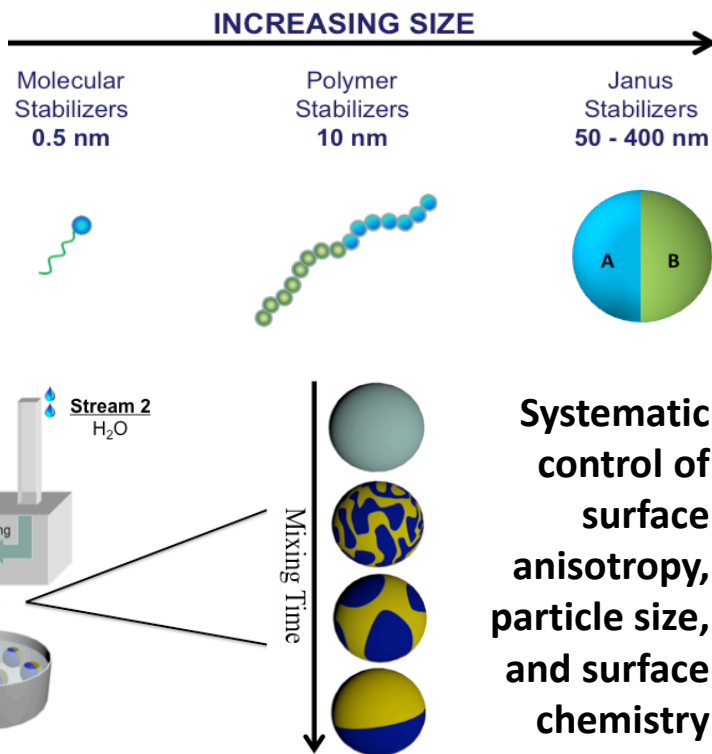 INCREASING SIZE
Molecular
Stabilizers
0.5 nm
Polymer
Stabilizers
10 nm
Janus
Stabilizers
50 - 400 nm
A
B
Stream 2
H₂O
Mixing Time
Systematic
control of
surface
anisotropy,
particle size,
and surface
chemistry